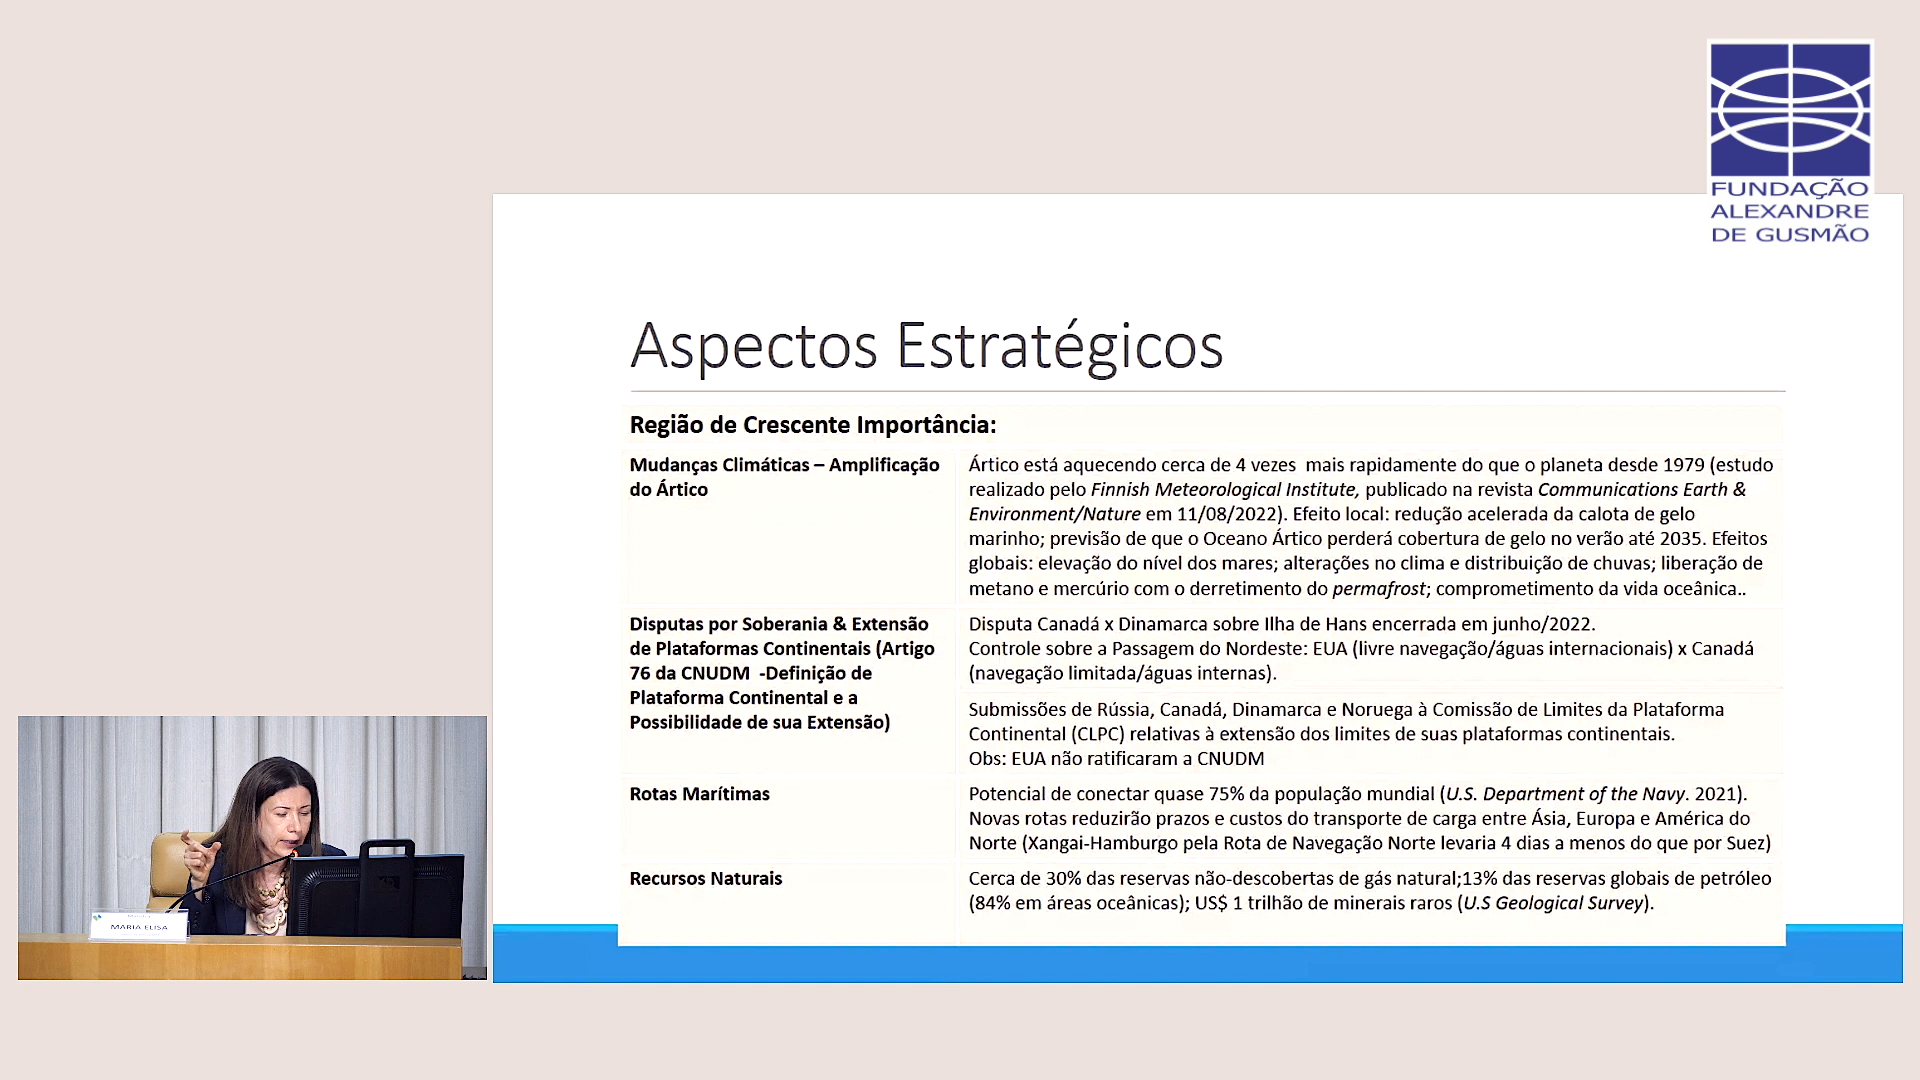 FUNDAÇÃO
ALEXANDRE
DE GUSMÃO
Aspectos Estratégicos
Região de Crescente Importância:
Mudanças Climáticas – Amplificação
do Ártico
Ártico está aquecendo cerca de 4 vezes  mais rapidamente do que o planeta desde 1979 (estudo
realizado pelo Finnish Meteorological Institute, publicado na revista Communications Earth &
Environment/Nature em 11/08/2022). Efeito local: redução acelerada da calota de gelo
marinho; previsão de que o Oceano Ártico perderá cobertura de gelo no verão até 2035. Efeitos
globais: elevação do nível dos mares; alterações no clima e distribuição de chuvas; liberação de
metano e mercúrio com o derretimento do permafrost; comprometimento da vida oceânica..
Disputas por Soberania & Extensão
de Plataformas Continentais (Artigo
76 da CNUDM  -Definição de
Plataforma Continental e a
Possibilidade de sua Extensão)
Disputa Canadá x Dinamarca sobre Ilha de Hans encerrada em junho/2022.
Controle sobre a Passagem do Nordeste: EUA (livre navegação/águas internacionais) x Canadá
(navegação limitada/águas internas).
Submissões de Rússia, Canadá, Dinamarca e Noruega à Comissão de Limites da Plataforma
Continental (CLPC) relativas à extensão dos limites de suas plataformas continentais.
Obs: EUA não ratificaram a CNUDM
Rotas Marítimas
Potencial de conectar quase 75% da população mundial (U.S. Department of the Navy. 2021).
Novas rotas reduzirão prazos e custos do transporte de carga entre Ásia, Europa e América do
Norte (Xangai-Hamburgo pela Rota de Navegação Norte levaria 4 dias a menos do que por Suez)
Recursos Naturais
Cerca de 30% das reservas não-descobertas de gás natural;13% das reservas globais de petróleo
(84% em áreas oceânicas); US$ 1 trilhão de minerais raros (U.S Geological Survey).
MARIA ELISA